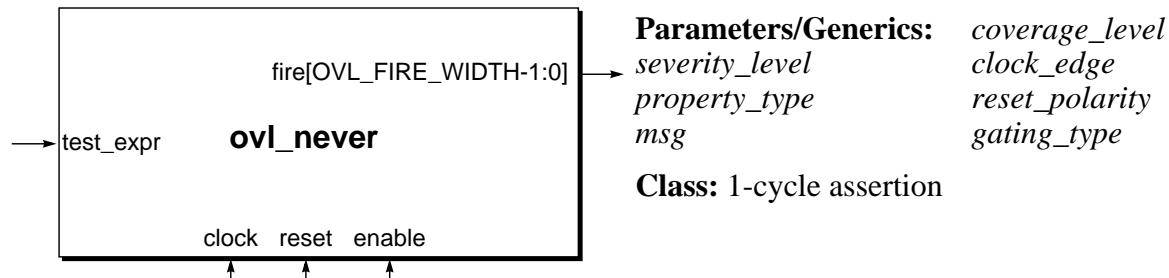 fire[OVL_FIRE_WIDTH-1:0]
test_expr
ovl_never
clock reset enable
Parameters/Generics: coverage_level
severity_level clock_edge
property_type reset_polarity
msg gating_type
Class: 1-cycle assertion